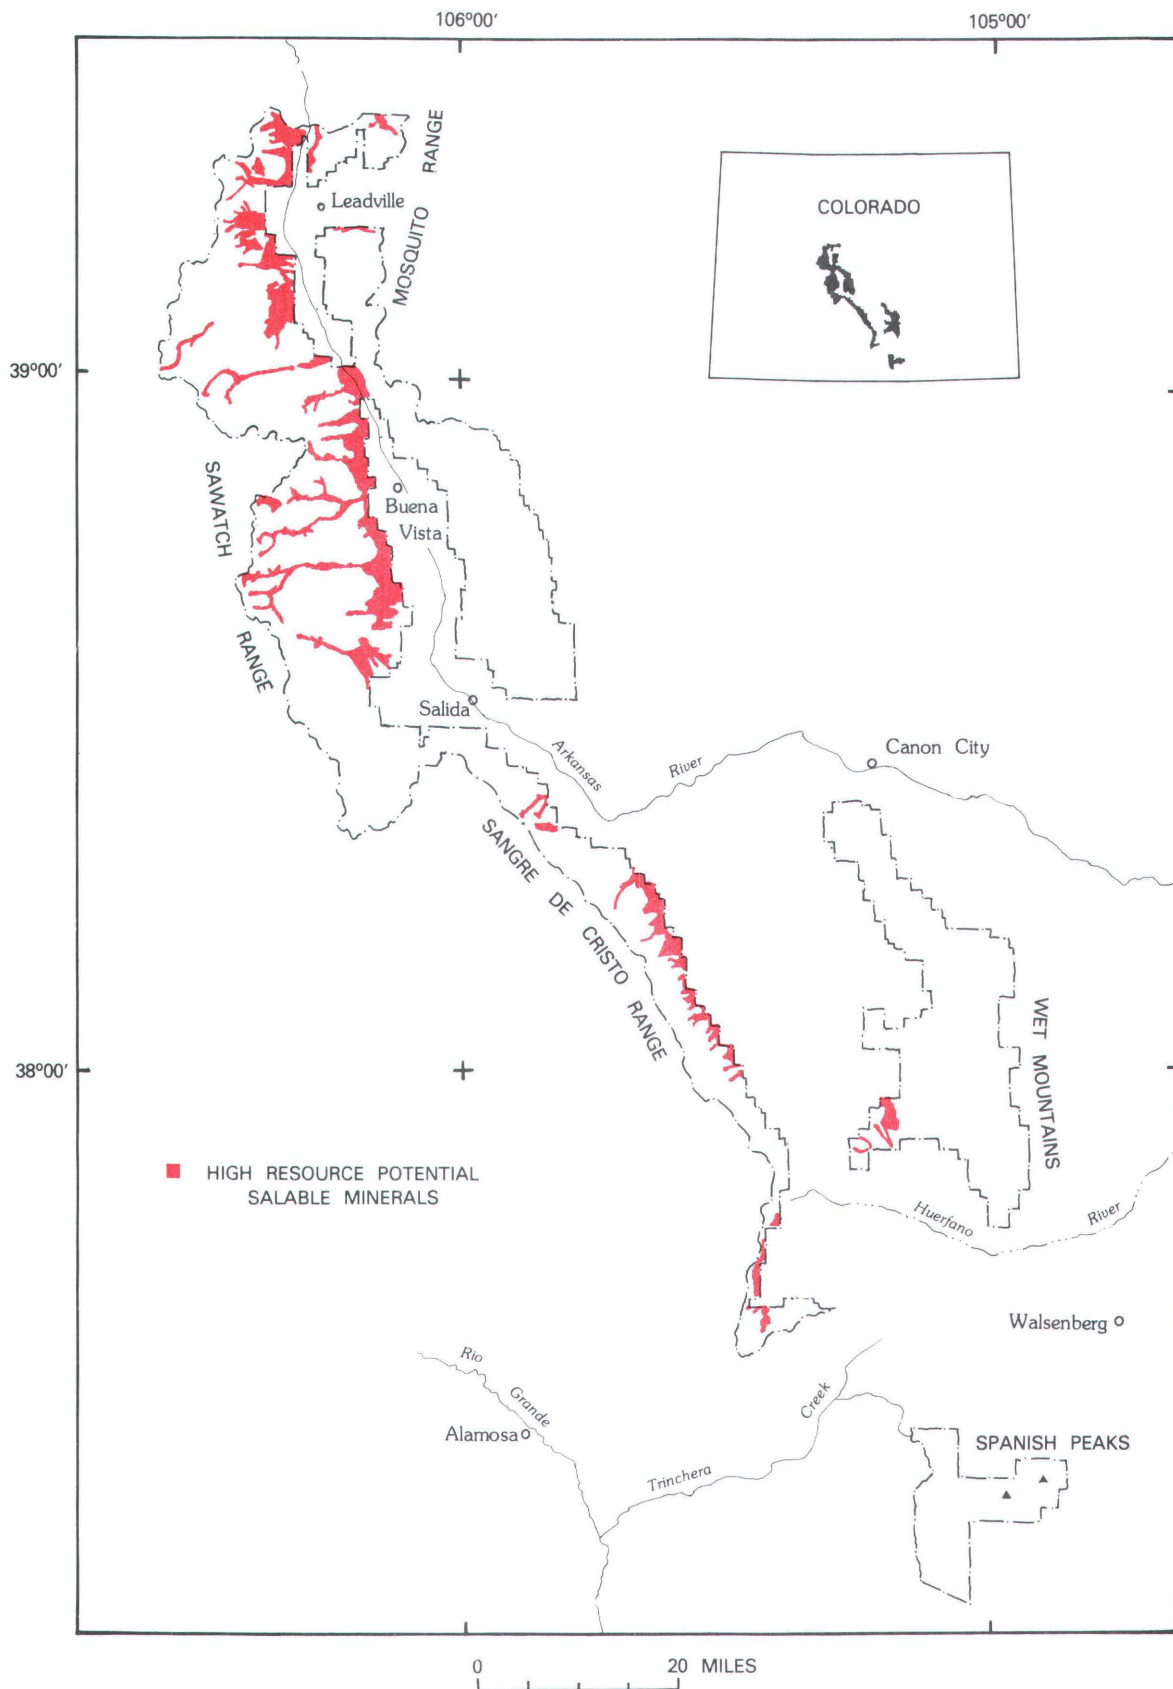 106°00'
105°00'
RANGE
MOSQUITO
Leadville
COLORADO
39°00'
SAWATCH
RANGE
Buena
Vista
Salida
Arkansas
River
Canon City
SANGRE DE CRISTO RANGE
WET MOUNTAINS
38°00'
HIGH RESOURCE POTENTIAL
SALABLE MINERALS
Huerfano
River
Walsenberg
Rio
Grande
Alamosa
Creek
Trinchera
SPANISH PEAKS
0
20 MILES